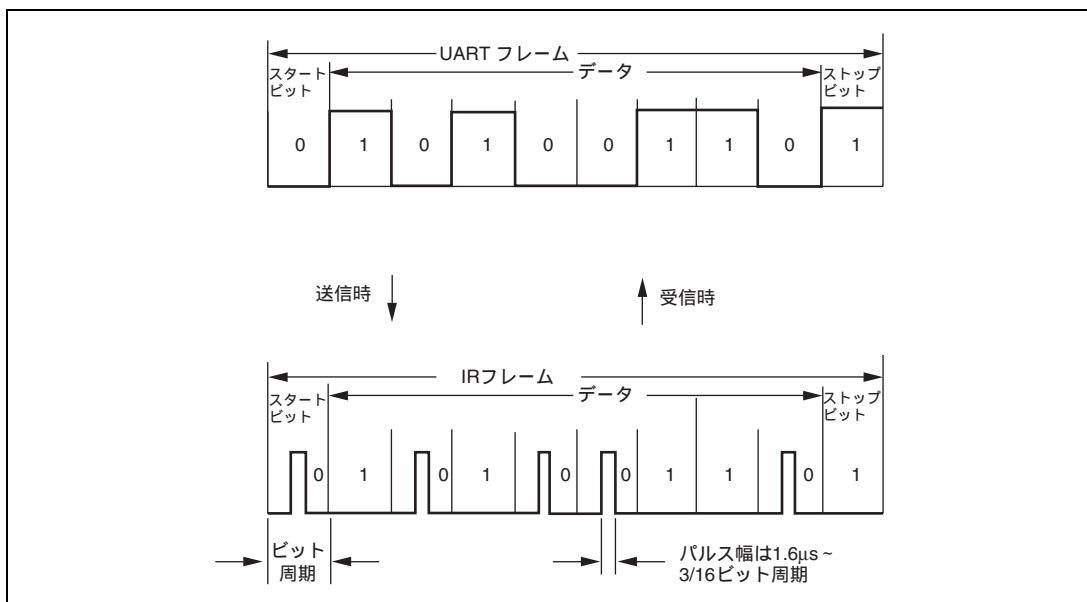 UART フレーム
スタート
ビット
データ
ストップ
ビット
0 1 0 1 0 0 1 1 0 1
送信時
受信時
IRフレーム
スタート
ビット
データ
ストップ
ビット
0 1 0 1 0 0 1 1 0 1
ビット
周期
パルス幅は1.6μs~
3/16ビット周期